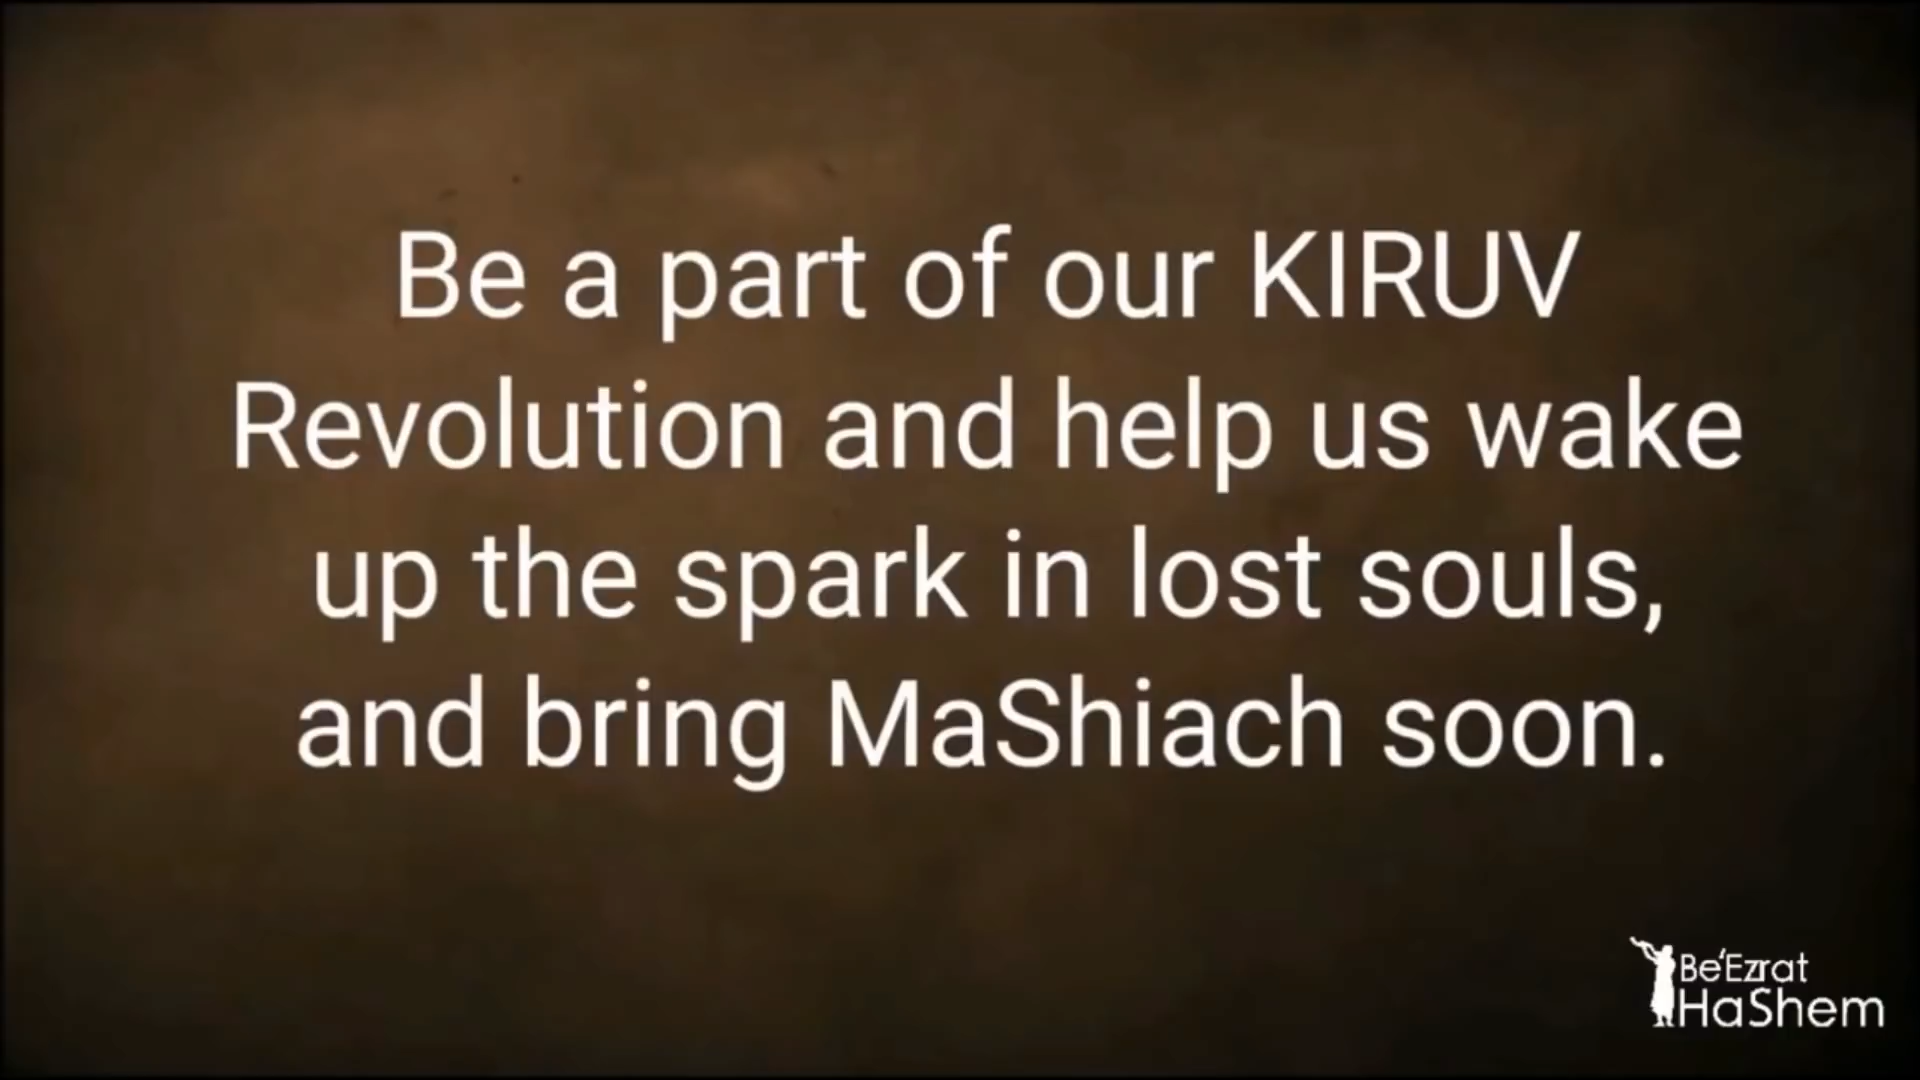 Be a part of our KIRUV
Revolution and help us wake
up the spark in lost souls,
and bring MaShiach soon.
Be'Ezrat
HaShem